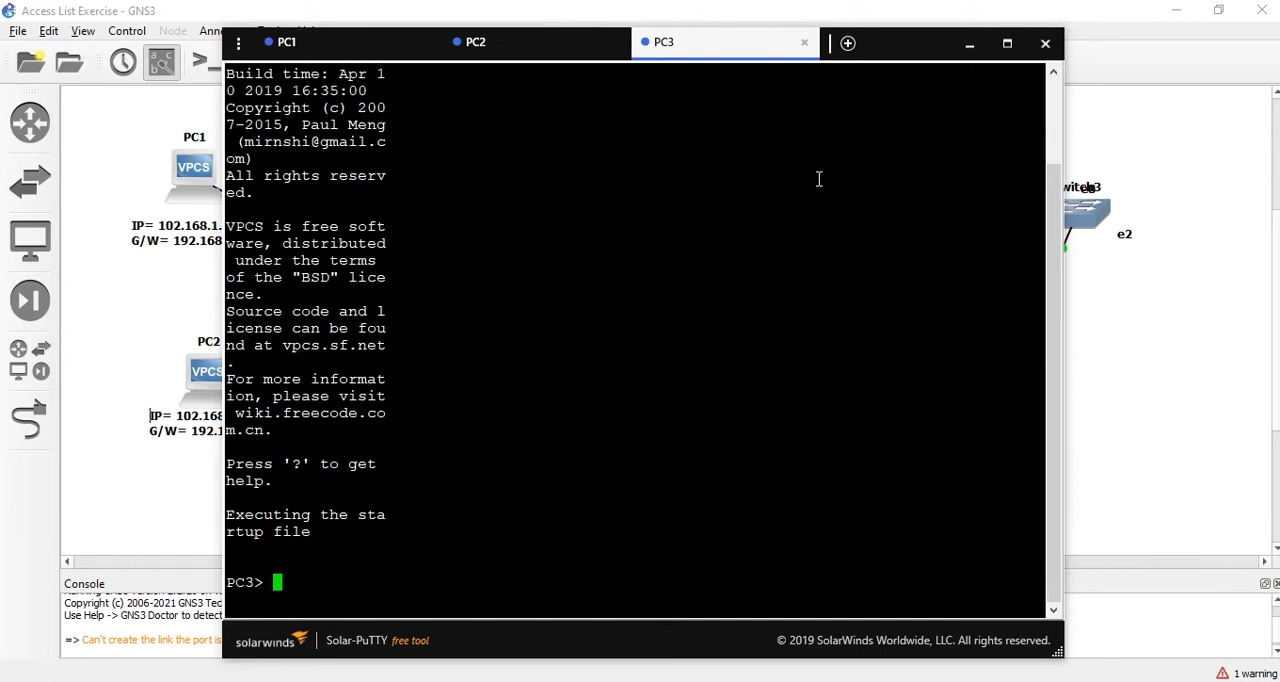 Access List Exercise - GNS3
File Edit View Control Node
PC1 PC2 PC3
Build time: Apr 1
0 2019 16:35:00
Copyright (c) 200
7-2015, Paul Meng
(mirnshi@gmail.c
om)
All rights reserv
ed.
VPCS is free soft
ware, distributed
under the terms
of the "BSD" lice
nce.
Source code and l
icense can be fou
nd at vpcs.sf.net
.
For more informat
ion, please visit
wiki.freecode.co
m.cn.
Press '?' to get
help.
Executing the sta
rtup file
PC3>
solarwinds Solar-PuTTY free tool © 2019 SolarWinds Worldwide, LLC. All rights reserved.
PC1
VPCS
IP= 102.168.1.
G/W= 192.168
PC2
VPCS
IP= 102.168
G/W= 192.1
witch3
e2
Console
Copyright (c) 2006-2021 GNS3 Tec
Use Help -> GNS3 Doctor to detect
=> Can't create the link the port is
1 warning